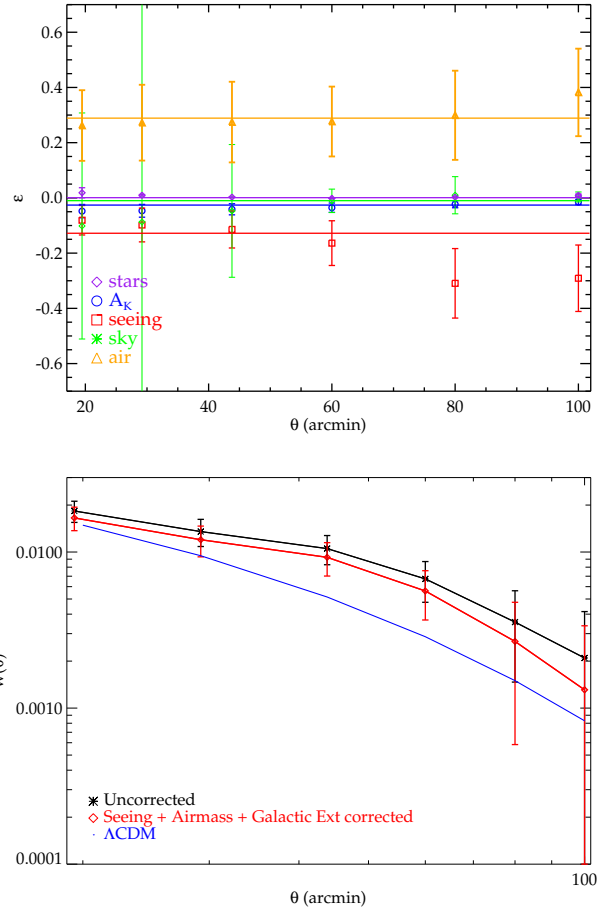 0.6
0.4
0.2
0.0
-0.2
-0.4
-0.6
ε
stars
A_K
seeing
sky
air
20 40 60 80 100
θ (arcmin)
0.0100
0.0010
0.0001
Uncorrected
Seeing + Airmass + Galactic Ext corrected
ΛCDM
100
θ (arcmin)